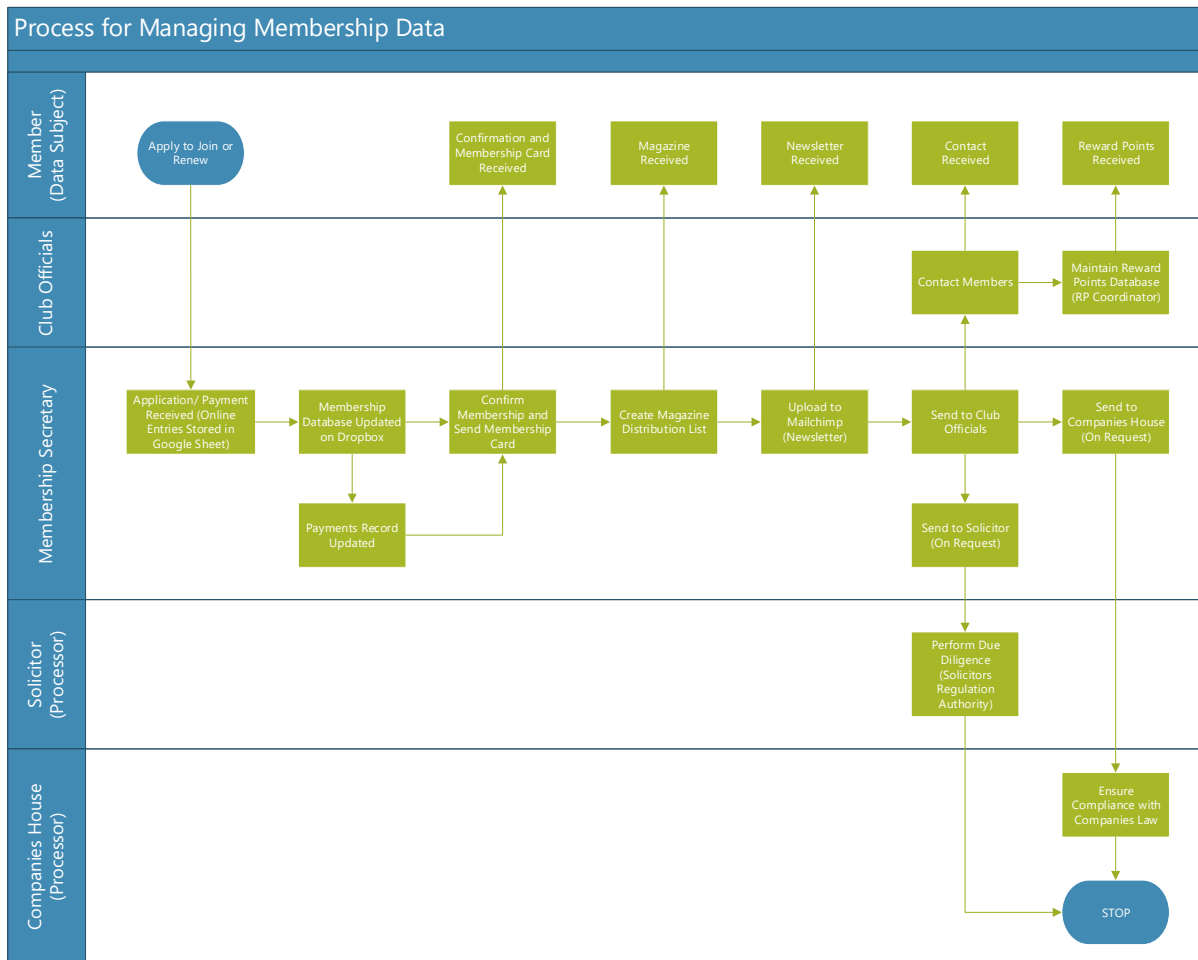 Process for Managing Membership Data
Member
(Data Subject)
Apply to Join or
Renew
Confirmation and
Membership Card
Received
Magazine
Received
Newsletter
Received
Contact
Received
Reward Points
Received
Club Officials
Contact Members
Maintain Reward
Points Database
(RP Coordinator)
Membership Secretary
Application/ Payment
Received (Online
Entries Stored in
Google Sheet)
Membership
Database Updated
on Dropbox
Confirm
Membership and
Send Membership
Card
Create Magazine
Distribution List
Upload to
Mailchimp
(Newsletter)
Send to Club
Officials
Send to
Companies House
(On Request)
Payments Record
Updated
Send to Solicitor
(On Request)
Solicitor
(Processor)
Perform Due
Diligence
(Solicitors
Regulation
Authority)
Companies House
(Processor)
Ensure
Compliance with
Companies Law
STOP